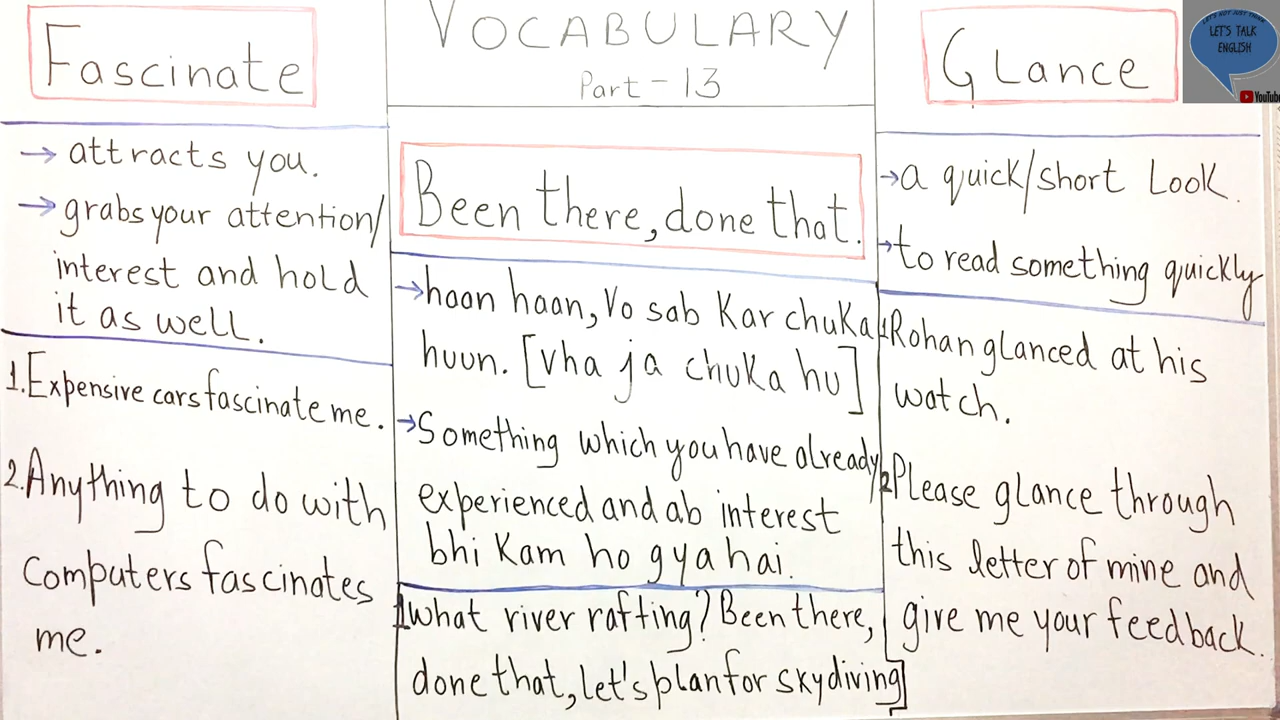 Fascinate
→ attracts you.
→ grabs your attention/
interest and hold
it as well.
1. Expensive cars fascinate me.
2. Anything to do with
computers fascinates
me.
VOCABULARY
Part - 13
Been there, done that.
→ haan haan, Vo sab Kar chuka
huun. [vha ja chuka hu]
→ Something which you have already
experienced and ab interest
bhi kam ho gya hai.
1 What river rafting? Been there,
done that, let's plan for skydiving]
Glance
→ a quick/short Look.
→ to read something quickly
1 Rohan glanced at his
watch.
2 Please glance through
this letter of mine and
give me your feedback.
LET'S NOT JUST THINK
LET'S TALK
ENGLISH
YouTube